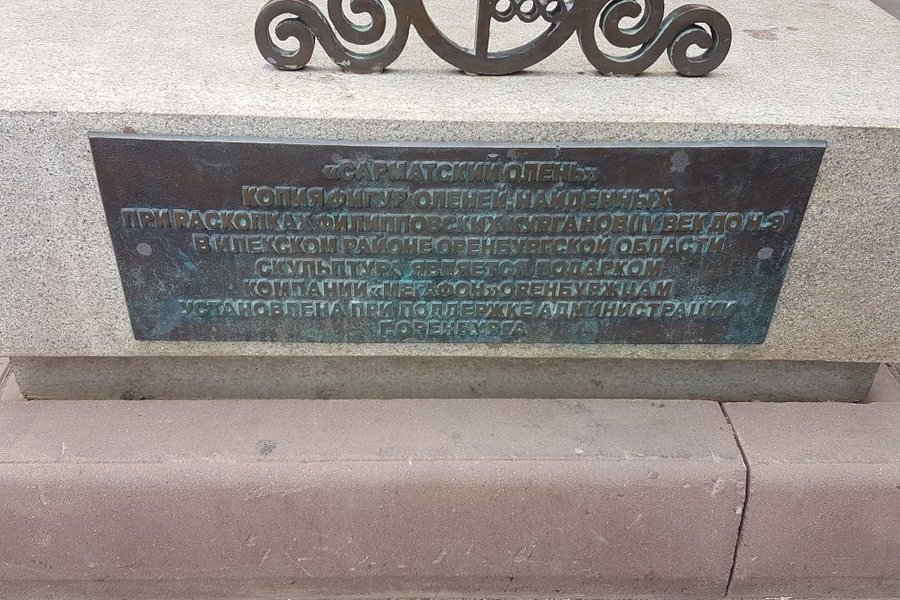 «САРМАТСКИЙ ОЛЕНЬ»
КОПИЯ ФИГУР ОЛЕНЕЙ, НАЙДЕННЫХ
ПРИ РАСКОПКАХ ФИЛИППОВСКИХ КУРГАНОВ IV ВЕК ДО Н.Э
В ИЛЕКСКОМ РАЙОНЕ ОРЕНБУРГСКОЙ ОБЛАСТИ
СКУЛЬПТУРА ЯВЛЯЕТСЯ ПОДАРКОМ
КОМПАНИИ «МЕГАФОН» ОРЕНБУРЖЦАМ
УСТАНОВЛЕНА ПРИ ПОДДЕРЖКЕ АДМИНИСТРАЦИИ
Г.ОРЕНБУРГА